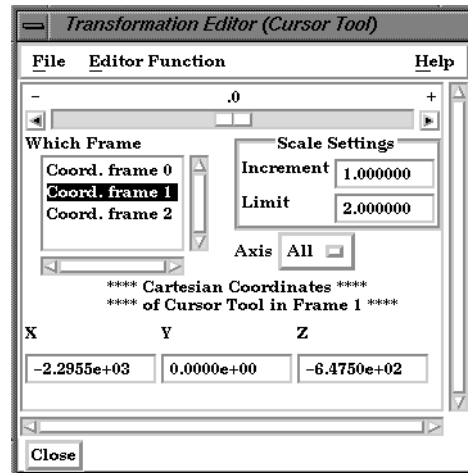 Transformation Editor (Cursor Tool)
File Editor Function Help
- .0 +
Which Frame
Coord. frame 0
Coord. frame 1
Coord. frame 2
Scale Settings
Increment 1.000000
Limit 2.000000
Axis All
**** Cartesian Coordinates ****
**** of Cursor Tool in Frame 1 ****
X Y Z
-2.2955e+03 0.0000e+00 -6.4750e+02
Close